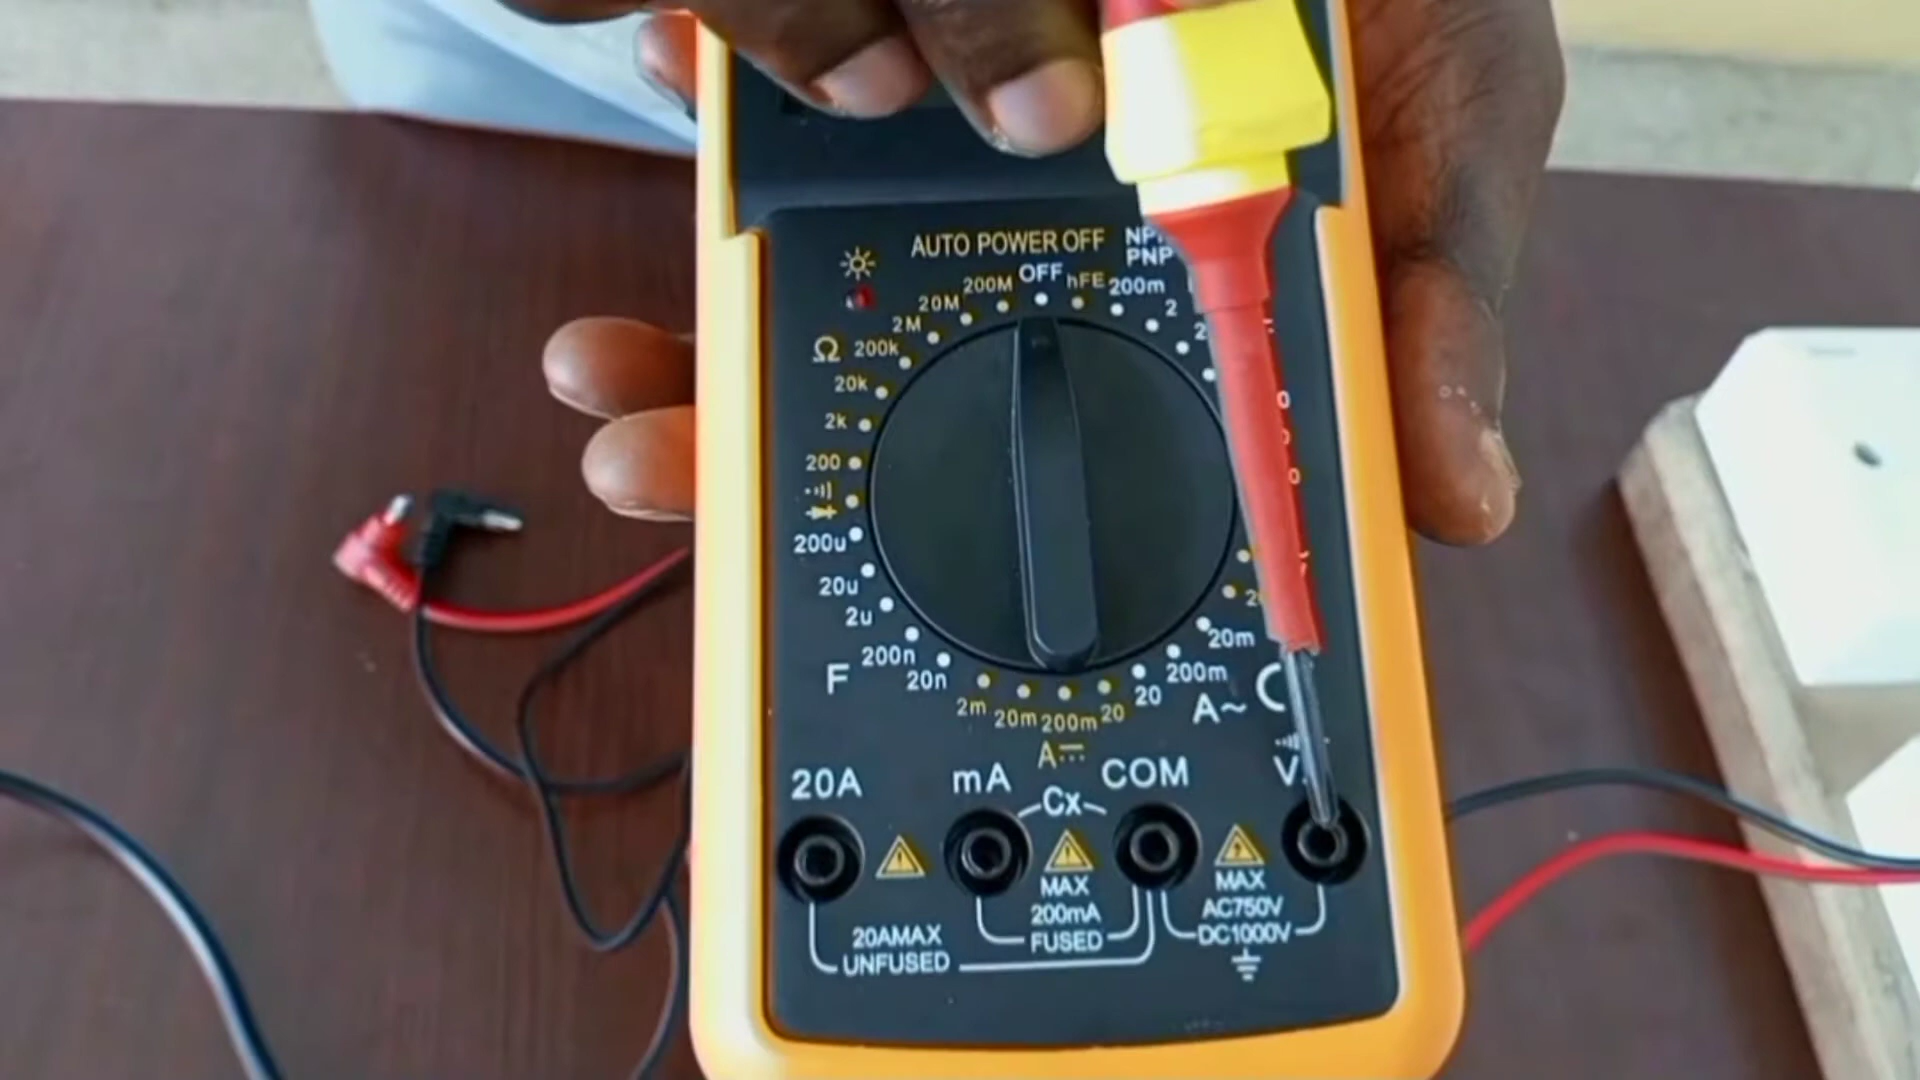 AUTO POWER OFF
PNP
200M OFF hFE 200m
20M 2
2M
Ω 200k
20k
2k
200
200u
20u
2u
200n 20m
F 20n 200m
2m 20m 200m 20 20 A~
A
20A mA COM V
Cx
MAX MAX
200mA AC750V
FUSED DC1000V
20AMAX
UNFUSED